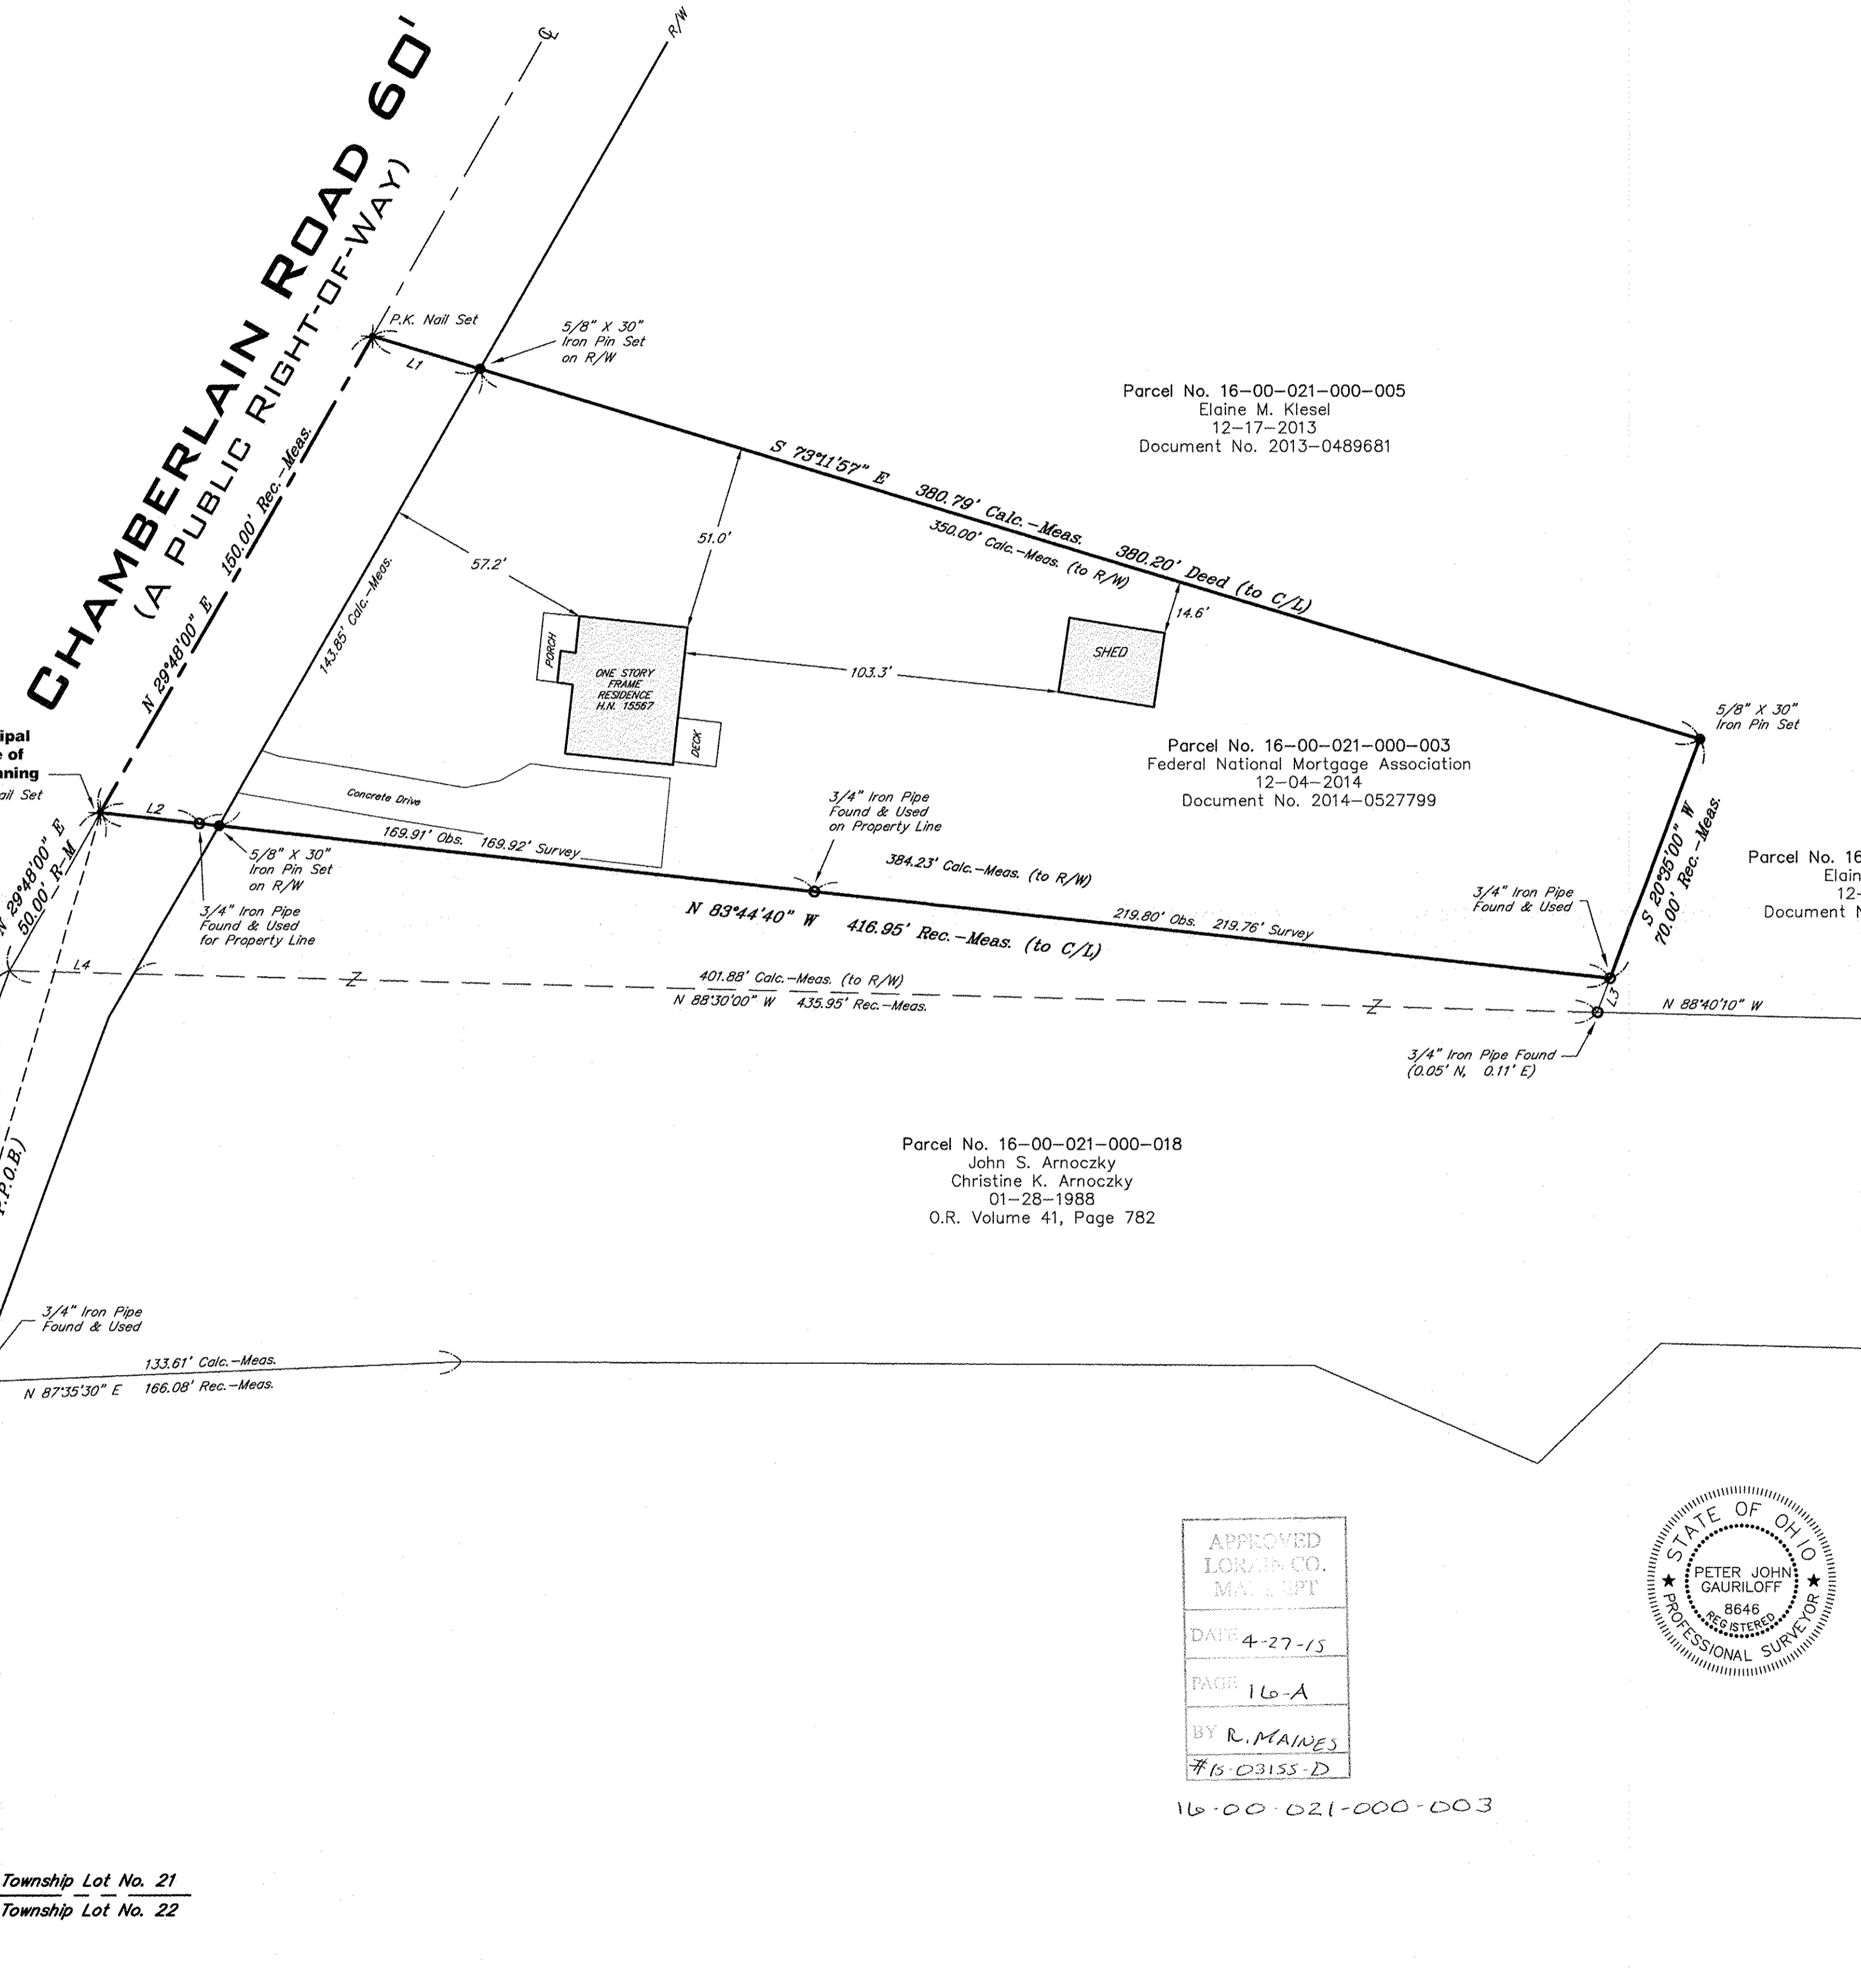 CHAMBERLAIN ROAD 60'
(A PUBLIC RIGHT-OF-WAY)
℄
R/W
P.K. Nail Set
L1
5/8" X 30"
Iron Pin Set
on R/W
N 29°48'00" E 150.00' Rec.-Meas.
143.85' Calc.-Meas.
S 73°11'57" E 380.79' Calc.-Meas. 380.20' Deed (to C/L)
350.00' Calc.-Meas. (to R/W)
Parcel No. 16-00-021-000-005
Elaine M. Klesel
12-17-2013
Document No. 2013-0489681
57.2'
51.0'
14.6'
103.3'
PORCH
ONE STORY
FRAME
RESIDENCE
H.N. 15567
DECK
SHED
5/8" X 30"
Iron Pin Set
Parcel No. 16-00-021-000-003
Federal National Mortgage Association
12-04-2014
Document No. 2014-0527799
S 20°35'00" W
70.00' Rec.-Meas.
ipal
e of
nning
ail Set
L2
Concrete Drive
169.91' Obs. 169.92' Survey
5/8" X 30"
Iron Pin Set
on R/W
3/4" Iron Pipe
Found & Used
for Property Line
3/4" Iron Pipe
Found & Used
on Property Line
384.23' Calc.-Meas. (to R/W)
N 83°44'40" W 416.95' Rec.-Meas. (to C/L)
219.80' Obs. 219.76' Survey
3/4" Iron Pipe
Found & Used
Parcel No. 16
Elain
12-
Document N
N 29°48'00" E
50.00' R-M
L4
Z
401.88' Calc.-Meas. (to R/W)
N 88°30'00" W 435.95' Rec.-Meas.
Z
L3
N 88°40'10" W
3/4" Iron Pipe Found
(0.05' N, 0.11' E)
P.P.O.B.)
Parcel No. 16-00-021-000-018
John S. Arnoczky
Christine K. Arnoczky
01-28-1988
O.R. Volume 41, Page 782
3/4" Iron Pipe
Found & Used
133.61' Calc.-Meas.
N 87°35'30" E 166.08' Rec.-Meas.
APPROVED
LORAIN CO.
DATE 4-27-15
PAGE 16-A
BY R. MAINES
#15-03155-D
16-00-021-000-003
STATE OF OHIO
PETER JOHN
GAURILOFF
8646
REGISTERED
PROFESSIONAL SURVEYOR
Township Lot No. 21
Township Lot No. 22